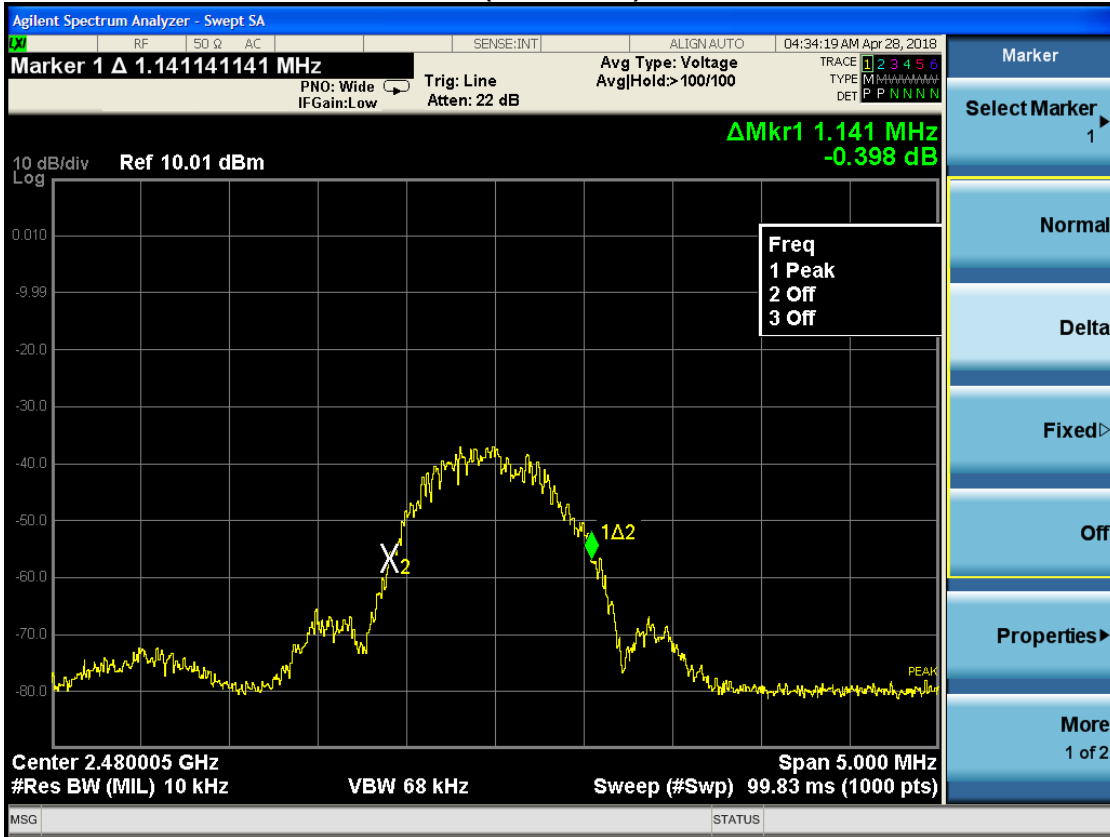 Agilent Spectrum Analyzer - Swept SA
LXI RF 50 Ω AC SENSE:INT ALIGN AUTO 04:34:19 AM Apr 28, 2018
Marker 1 Δ 1.141141141 MHz
PNO: Wide
IFGain:Low
Trig: Line
Atten: 22 dB
Avg Type: Voltage
Avg|Hold:> 100/100
TRACE 1 2 3 4 5 6
TYPE
DET P P N N N N
ΔMkr1 1.141 MHz
-0.398 dB
10 dB/div Ref 10.01 dBm
Log
0.010
-9.99
-20.0
-30.0
-40.0
-50.0
-60.0
-70.0
-80.0
Freq
1 Peak
2 Off
3 Off
1Δ2
2
PEAK
Center 2.480005 GHz Span 5.000 MHz
#Res BW (MIL) 10 kHz VBW 68 kHz Sweep (#Swp) 99.83 ms (1000 pts)
MSG STATUS
Marker
Select Marker
1
Normal
Delta
Fixed
Off
Properties
More
1 of 2